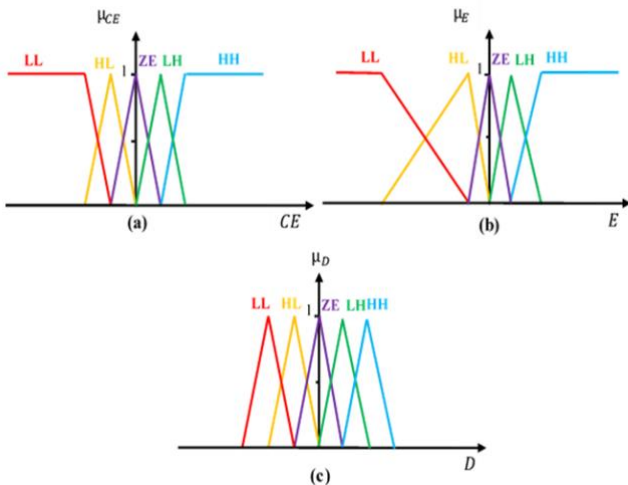 μCE
LL HL ZE LH HH
1
(a) CE
μE
LL HL ZE LH HH
1
(b) E
μD
LL HL ZE LH HH
1
(c) D